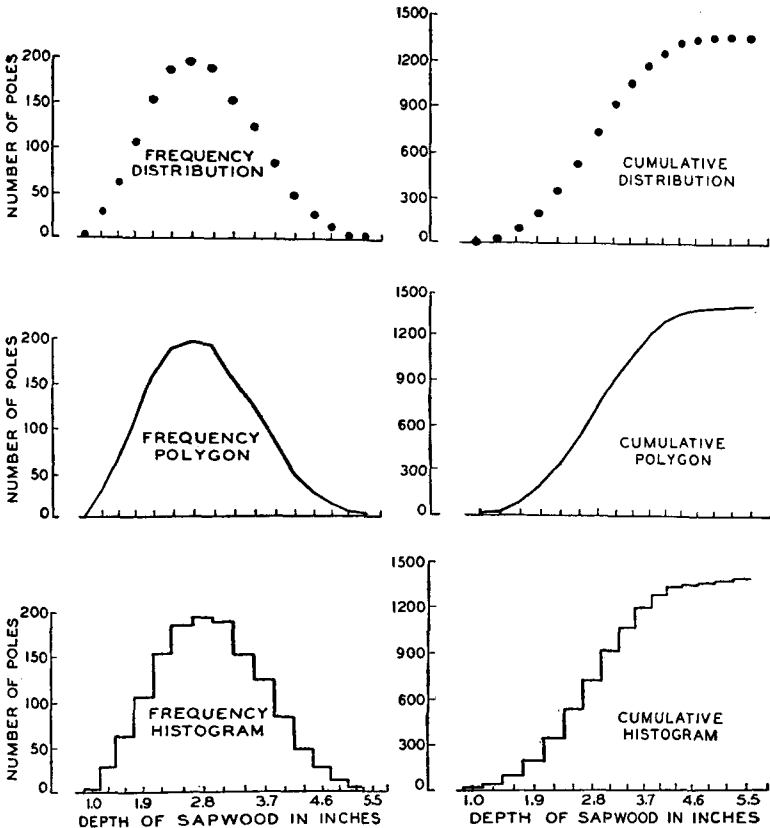 NUMBER OF POLES
200
150
100
50
0
FREQUENCY
DISTRIBUTION
1500
1200
900
600
300
0
CUMULATIVE
DISTRIBUTION
NUMBER OF POLES
200
150
100
50
0
FREQUENCY
POLYGON
1500
1200
900
600
300
0
CUMULATIVE
POLYGON
NUMBER OF POLES
200
150
100
50
0
FREQUENCY
HISTOGRAM
1.0 1.9 2.8 3.7 4.6 5.5
DEPTH OF SAPWOOD IN INCHES
1500
1200
900
600
300
0
CUMULATIVE
HISTOGRAM
1.0 1.9 2.8 3.7 4.6 5.5
DEPTH OF SAPWOOD IN INCHES